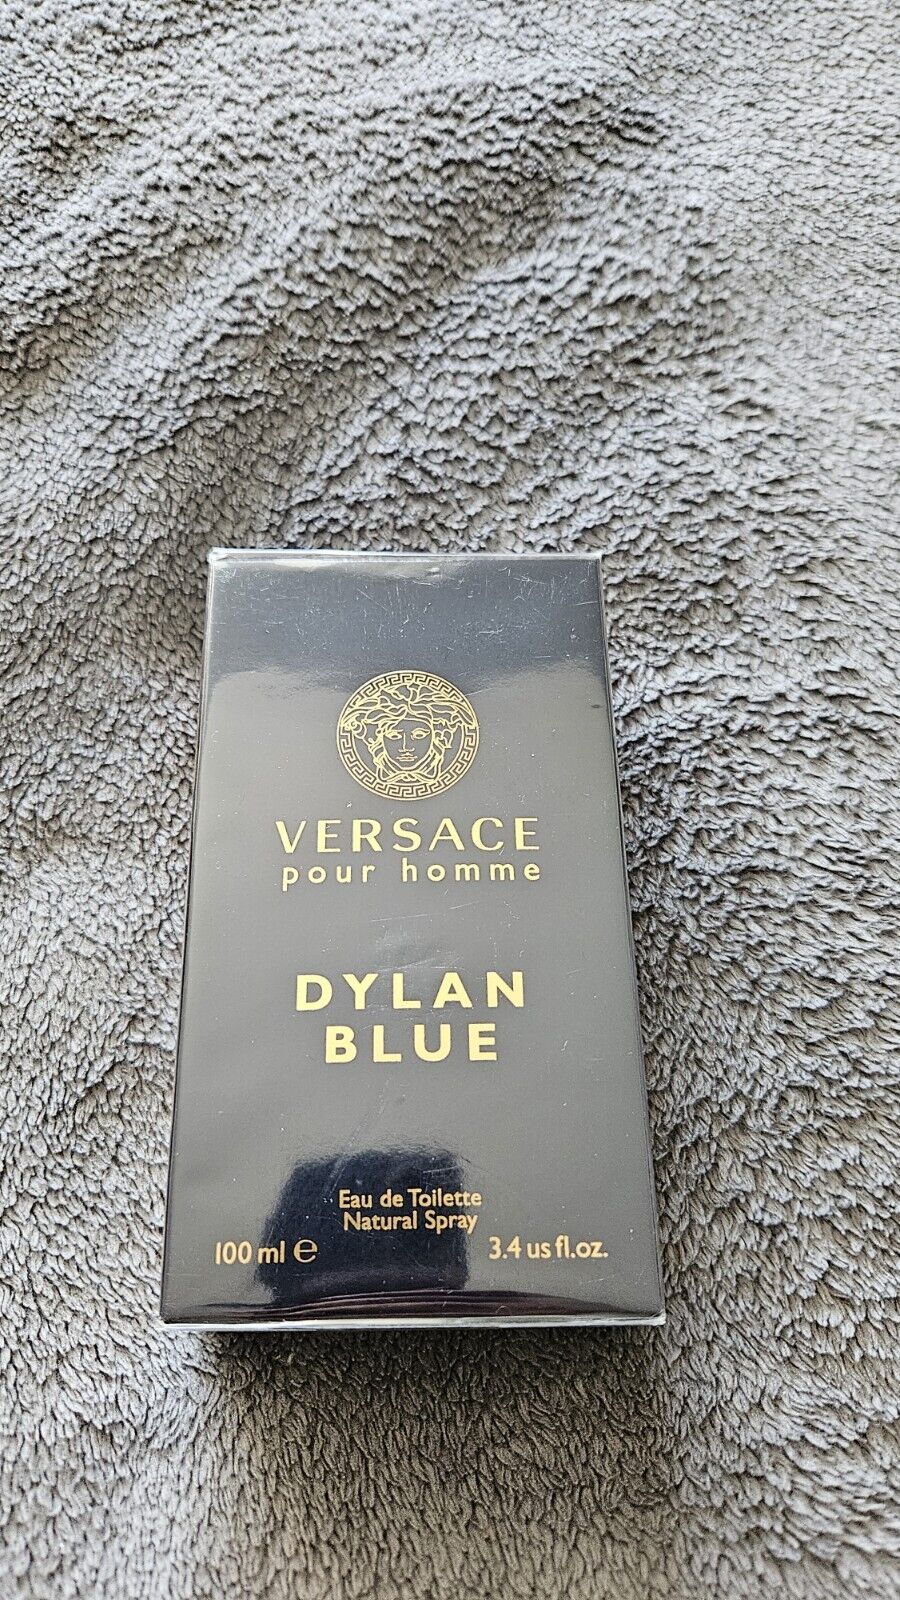 VERSACE
pour homme
DYLAN
BLUE
Eau de Toilette
Natural Spray
100 ml ℮
3.4 us fl.oz.